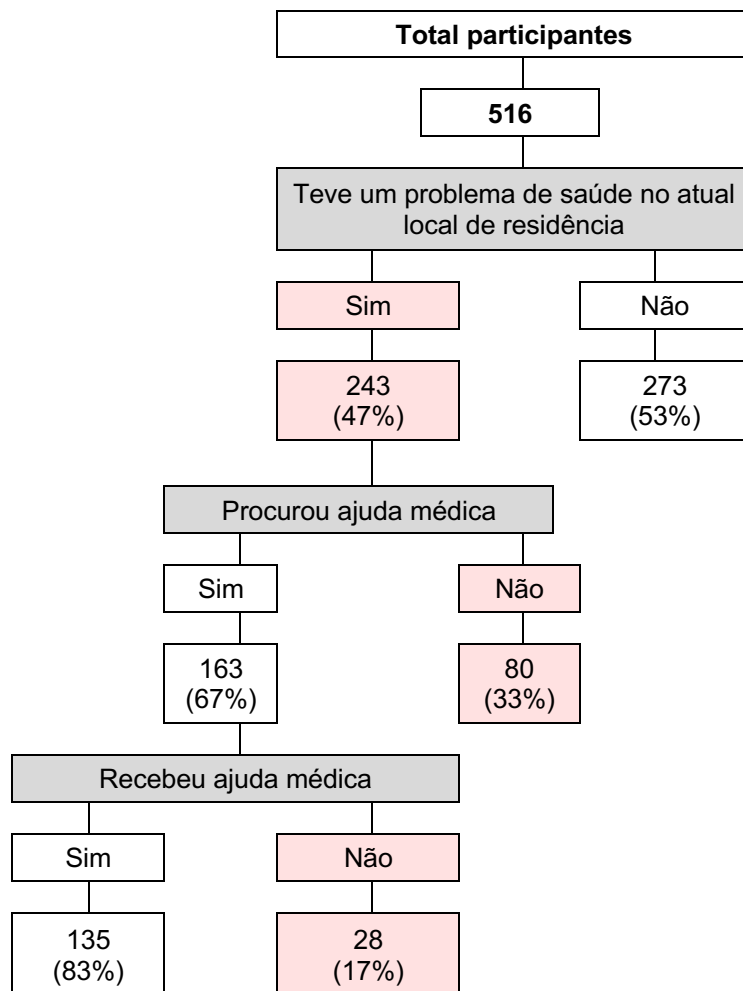 Total participantes
516
Teve um problema de saúde no atual
local de residência
Sim
Não
243
(47%)
273
(53%)
Procurou ajuda médica
Sim
Não
163
(67%)
80
(33%)
Recebeu ajuda médica
Sim
Não
135
(83%)
28
(17%)